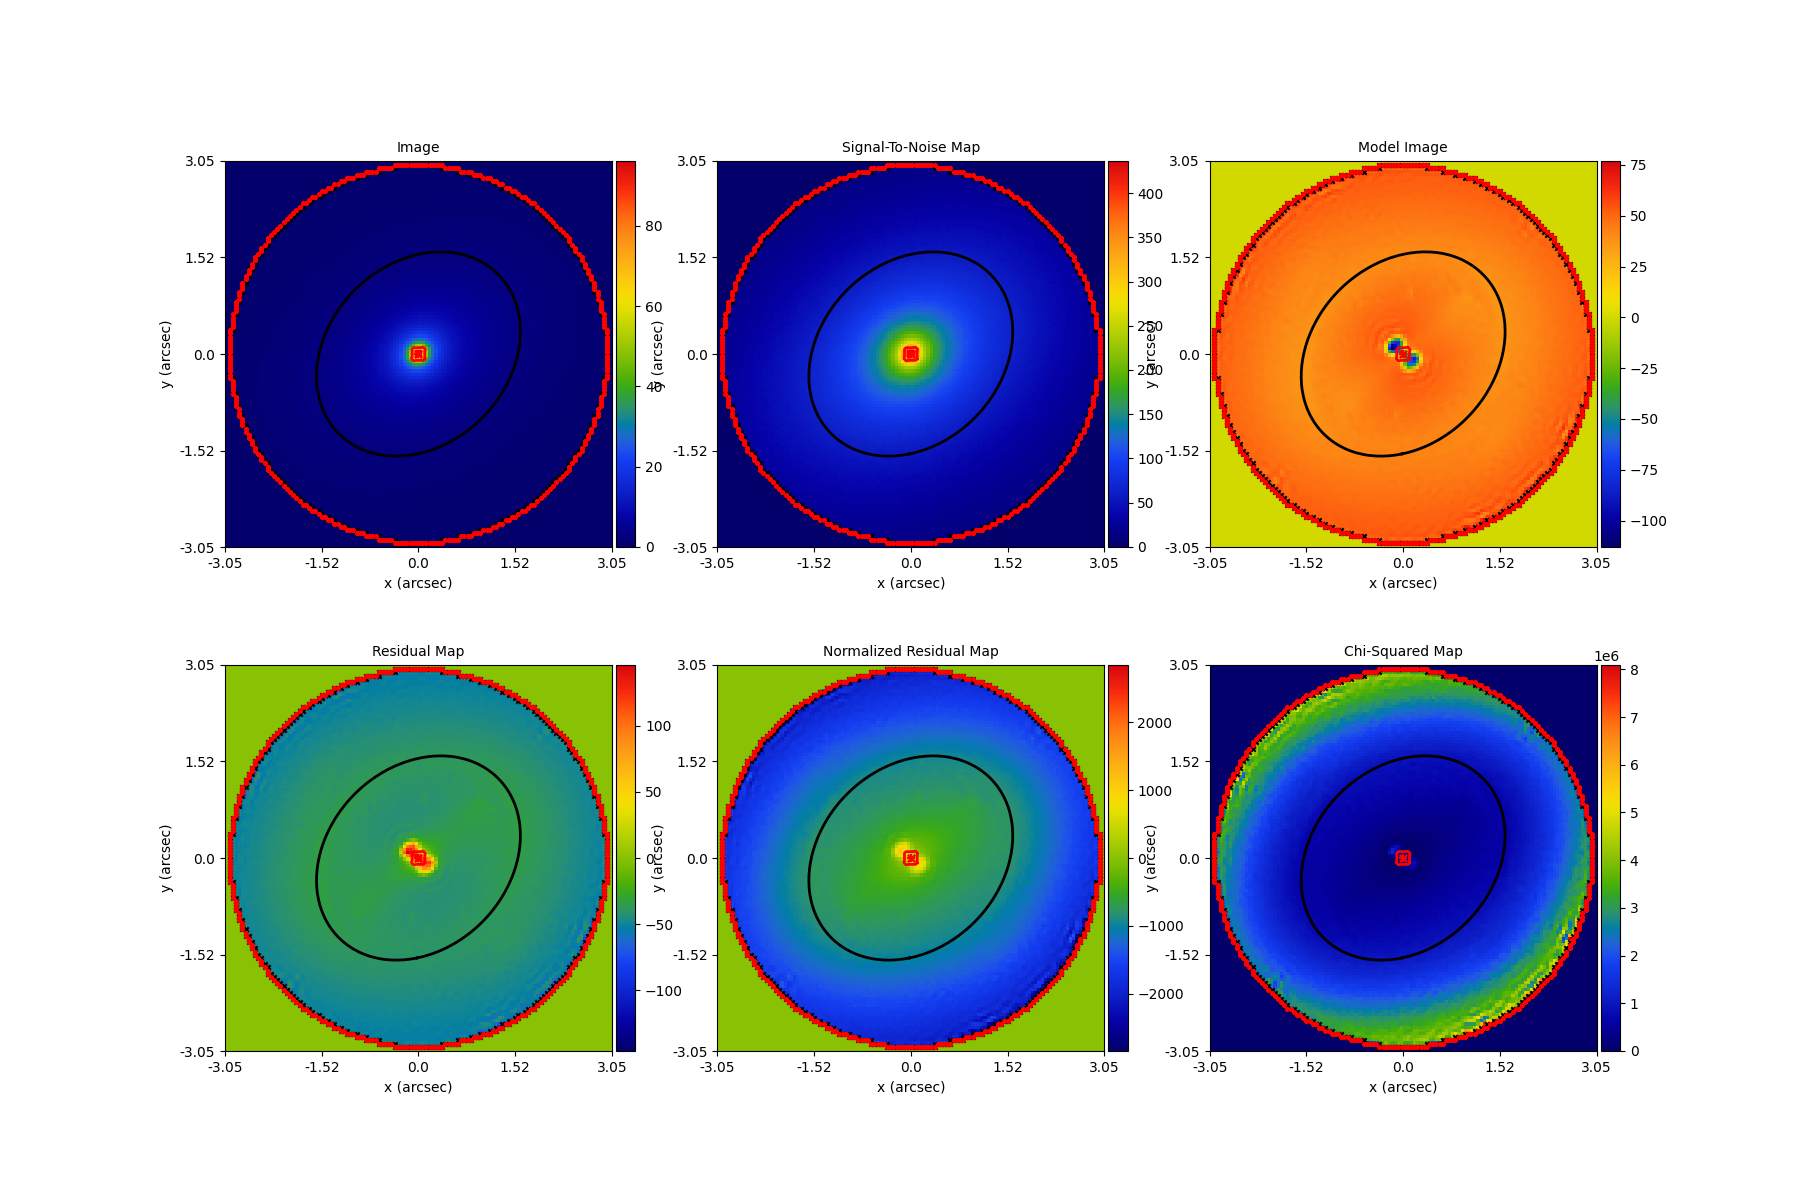 Image
Signal-To-Noise Map
Model Image
3.05
1.52
0.0
-1.52
-3.05
y (arcsec)
-3.05 -1.52 0.0 1.52 3.05
x (arcsec)
80
60
40
20
0
3.05
1.52
0.0
-1.52
-3.05
y (arcsec)
-3.05 -1.52 0.0 1.52 3.05
x (arcsec)
400
350
300
250
200
150
100
50
0
3.05
1.52
0.0
-1.52
-3.05
y (arcsec)
-3.05 -1.52 0.0 1.52 3.05
x (arcsec)
75
50
25
0
−25
−50
−75
−100
Residual Map
Normalized Residual Map
Chi-Squared Map
3.05
1.52
0.0
-1.52
-3.05
y (arcsec)
-3.05 -1.52 0.0 1.52 3.05
x (arcsec)
100
50
0
−50
−100
3.05
1.52
0.0
-1.52
-3.05
y (arcsec)
-3.05 -1.52 0.0 1.52 3.05
x (arcsec)
2000
1000
0
−1000
−2000
3.05
1.52
0.0
-1.52
-3.05
y (arcsec)
-3.05 -1.52 0.0 1.52 3.05
x (arcsec)
1e6
8
7
6
5
4
3
2
1
0